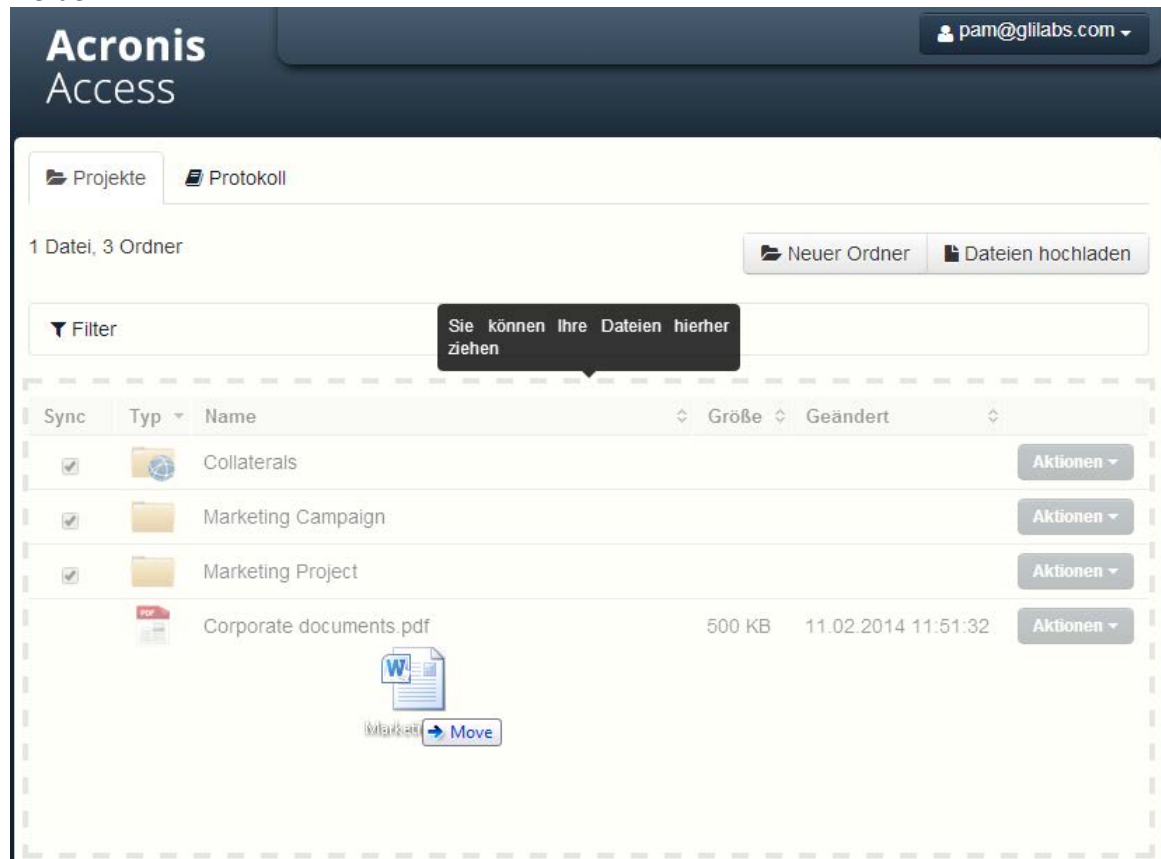 Acronis
Access
pam@glilabs.com
Projekte
Protokoll
1 Datei, 3 Ordner
Neuer Ordner
Dateien hochladen
Filter
Sie können Ihre Dateien hierher
ziehen
Sync Typ Name Größe Geändert
Collaterals Aktionen
Marketing Campaign Aktionen
Marketing Project Aktionen
PDF
Corporate documents.pdf 500 KB 11.02.2014 11:51:32 Aktionen
W
Move